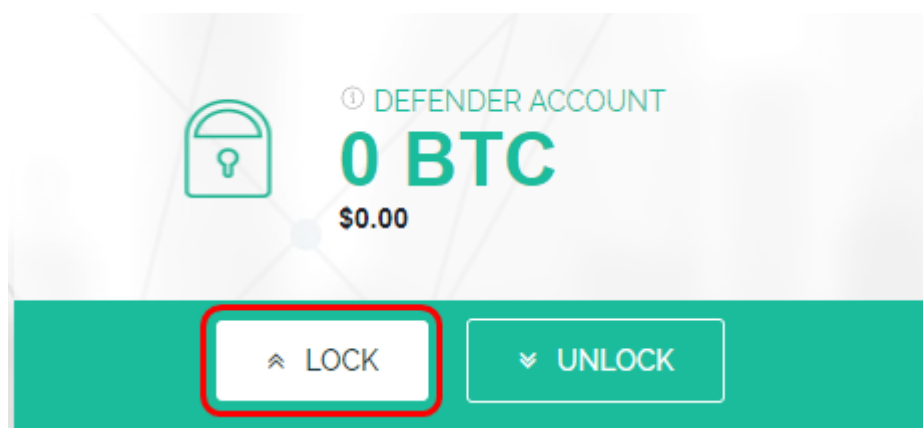 DEFENDER ACCOUNT
0 BTC
$0.00
LOCK
UNLOCK